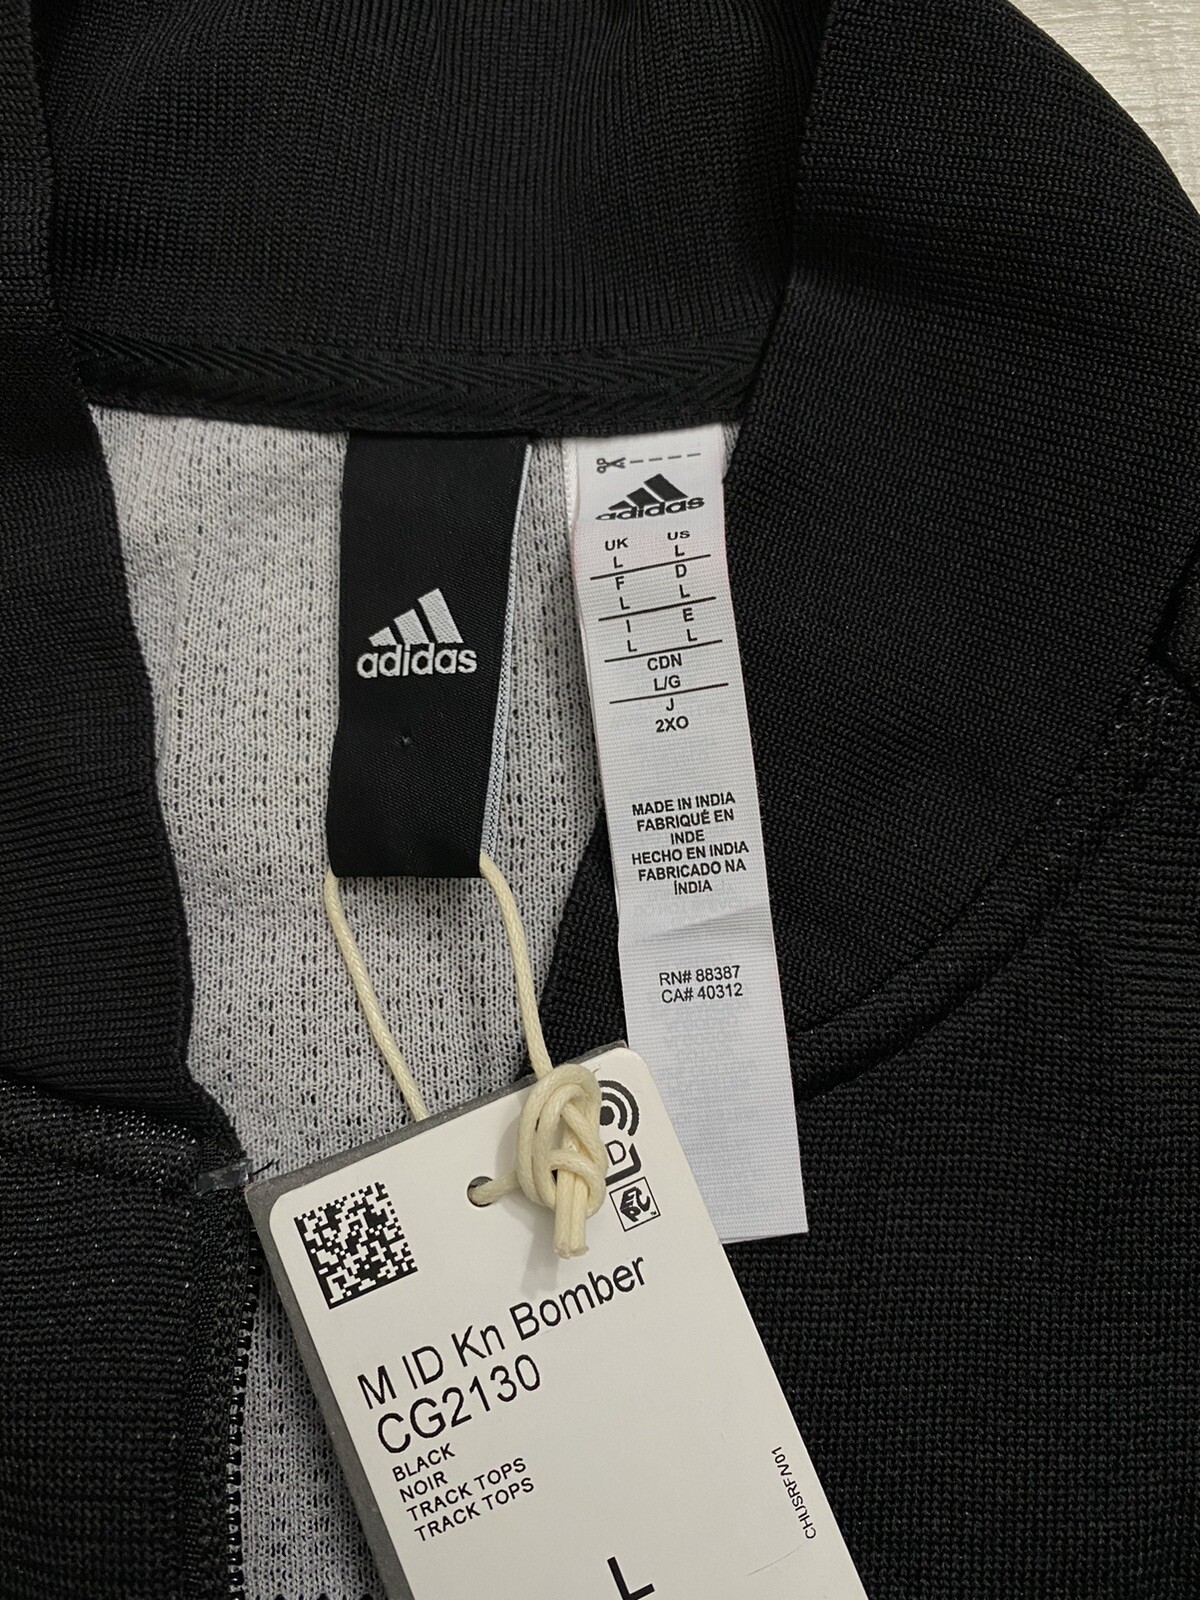 adidas
adidas
UK US
L L
F D
L L
I E
L L
CDN
L/G
J
2XO
MADE IN INDIA
FABRIQUÉ EN
INDE
HECHO EN INDIA
FABRICADO NA
ÍNDIA
RN# 88387
CA# 40312
D
EPC™
M ID Kn Bomber
CG2130
BLACK
NOIR
TRACK TOPS
TRACK TOPS
CHUSRFN01
L